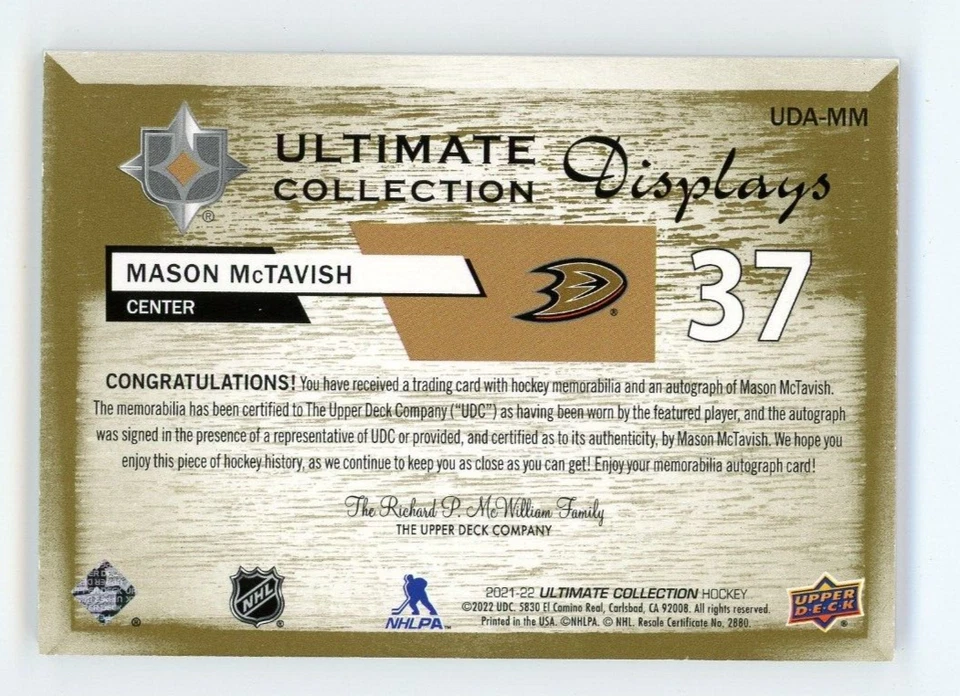 UDA-MM
ULTIMATE
COLLECTION Displays
®
MASON McTAVISH
CENTER
37
®
CONGRATULATIONS! You have received a trading card with hockey memorabilia and an autograph of Mason McTavish.
The memorabilia has been certified to The Upper Deck Company ("UDC") as having been worn by the featured player, and the autograph
was signed in the presence of a representative of UDC or provided, and certified as to its authenticity, by Mason McTavish. We hope you
enjoy this piece of hockey history, as we continue to keep you as close as you can get! Enjoy your memorabilia autograph card!
The Richard P. McWilliam Family
THE UPPER DECK COMPANY
®
NHL
NHLPA
2021-22 ULTIMATE COLLECTION HOCKEY
©2022 UDC. 5830 El Camino Real, Carlsbad, CA 92008. All rights reserved.
Printed in the USA. ©NHLPA. © NHL. Resale Certificate No. 2880.
UPPER
DECK
®